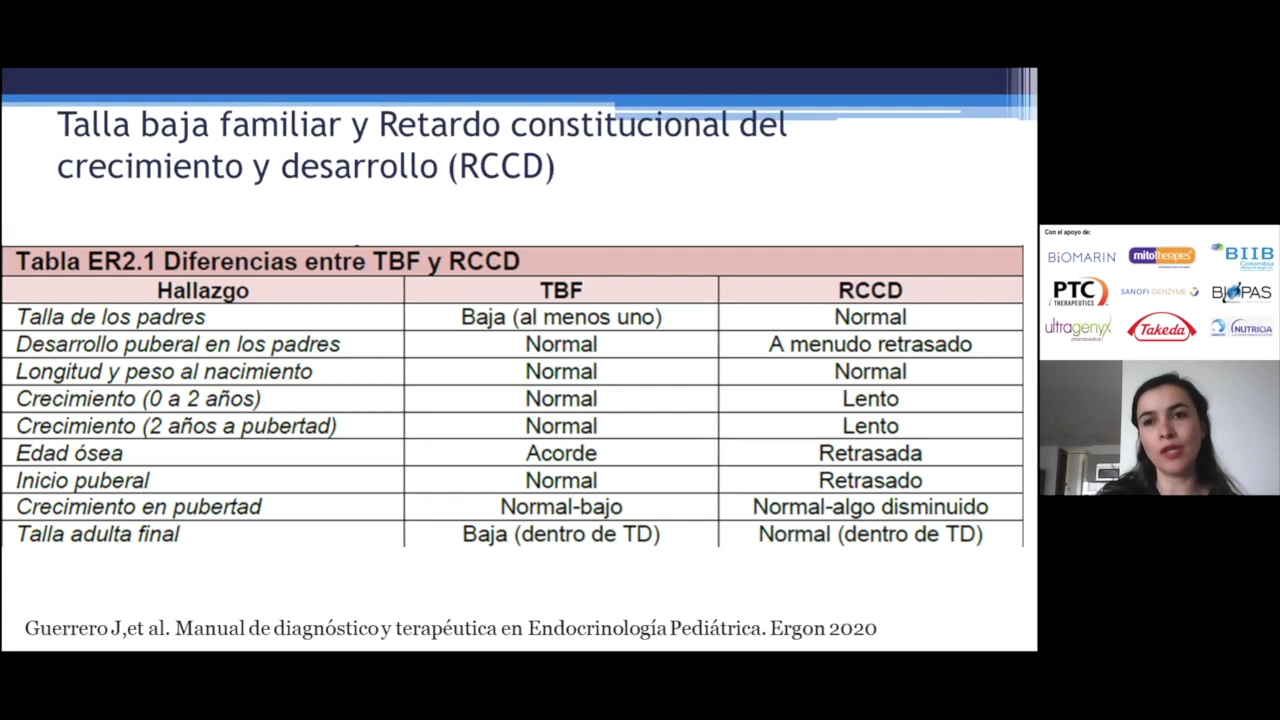 Talla baja familiar y Retardo constitucional del
crecimiento y desarrollo (RCCD)
Tabla ER2.1 Diferencias entre TBF y RCCD
Hallazgo TBF RCCD
Talla de los padres Baja (al menos uno) Normal
Desarrollo puberal en los padres Normal A menudo retrasado
Longitud y peso al nacimiento Normal Normal
Crecimiento (0 a 2 años) Normal Lento
Crecimiento (2 años a pubertad) Normal Lento
Edad ósea Acorde Retrasada
Inicio puberal Normal Retrasado
Crecimiento en pubertad Normal-bajo Normal-algo disminuido
Talla adulta final Baja (dentro de TD) Normal (dentro de TD)
Guerrero J,et al. Manual de diagnóstico y terapéutica en Endocrinología Pediátrica. Ergon 2020
Con el apoyo de:
BIOMARIN mitoTherapies BIIB
Colombia
PTC
THERAPEUTICS
SANOFI GENZYME BIOPAS
ultragenyx
pharmaceutical
Takeda NUTRICIA